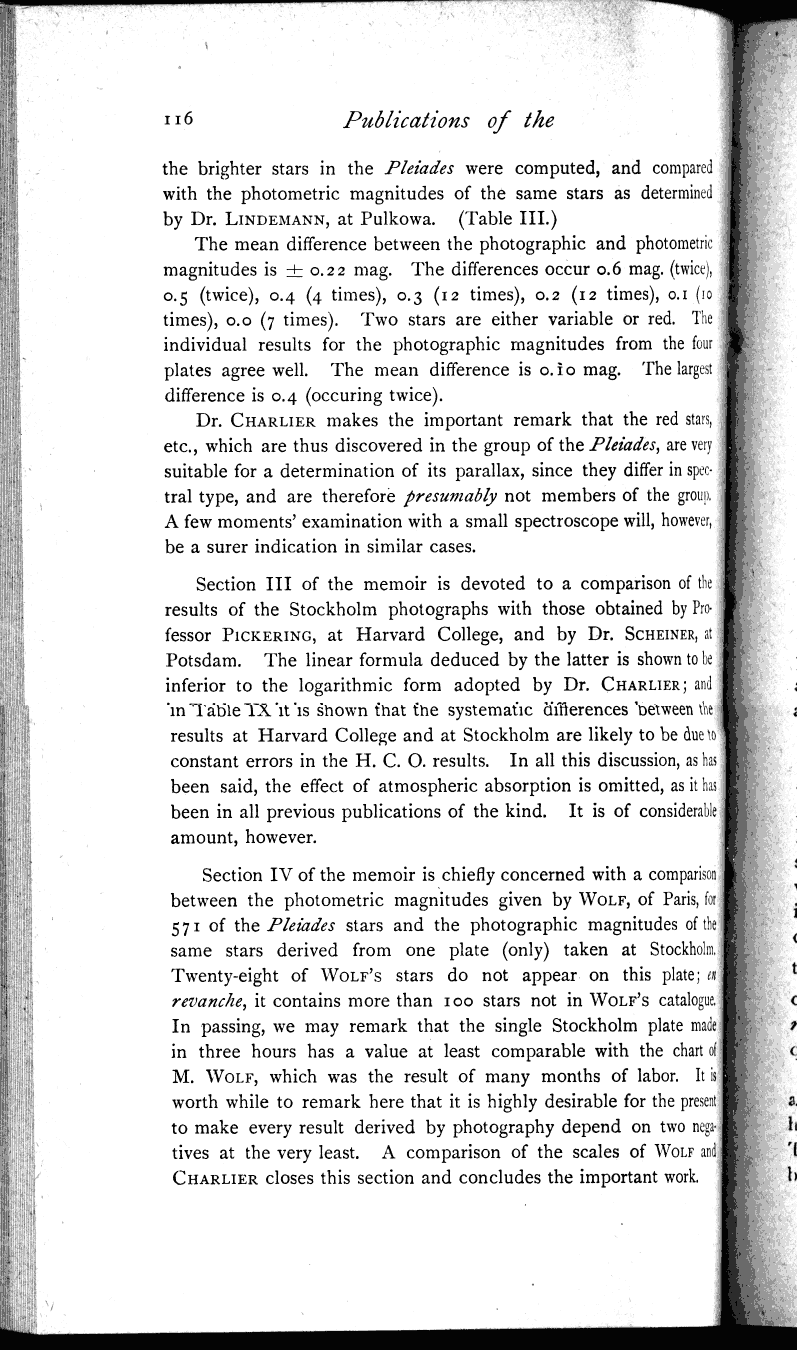 116 Publications of the
the brighter stars in the Pleiades were computed, and compared
with the photometric magnitudes of the same stars as determined
by Dr. LINDEMANN, at Pulkowa. (Table III.)
The mean difference between the photographic and photometric
magnitudes is ± 0.22 mag. The differences occur 0.6 mag. (twice),
0.5 (twice), 0.4 (4 times), 0.3 (12 times), 0.2 (12 times), 0.1 (10
times), 0.0 (7 times). Two stars are either variable or red. The
individual results for the photographic magnitudes from the four
plates agree well. The mean difference is 0.10 mag. The largest
difference is 0.4 (occuring twice).
Dr. CHARLIER makes the important remark that the red stars,
etc., which are thus discovered in the group of the Pleiades, are very
suitable for a determination of its parallax, since they differ in spec-
tral type, and are therefore presumably not members of the group.
A few moments' examination with a small spectroscope will, however,
be a surer indication in similar cases.
Section III of the memoir is devoted to a comparison of the
results of the Stockholm photographs with those obtained by Pro-
fessor PICKERING, at Harvard College, and by Dr. SCHEINER, at
Potsdam. The linear formula deduced by the latter is shown to be
inferior to the logarithmic form adopted by Dr. CHARLIER; and
in Table IX it is shown that the systematic differences between the
results at Harvard College and at Stockholm are likely to be due to
constant errors in the H. C. O. results. In all this discussion, as has
been said, the effect of atmospheric absorption is omitted, as it has
been in all previous publications of the kind. It is of considerable
amount, however.
Section IV of the memoir is chiefly concerned with a comparison
between the photometric magnitudes given by WOLF, of Paris, for
571 of the Pleiades stars and the photographic magnitudes of the
same stars derived from one plate (only) taken at Stockholm.
Twenty-eight of WOLF'S stars do not appear on this plate; en
revanche, it contains more than 100 stars not in WOLF'S catalogue.
In passing, we may remark that the single Stockholm plate made
in three hours has a value at least comparable with the chart of
M. WOLF, which was the result of many months of labor. It is
worth while to remark here that it is highly desirable for the present
to make every result derived by photography depend on two nega-
tives at the very least. A comparison of the scales of WOLF and
CHARLIER closes this section and concludes the important work.